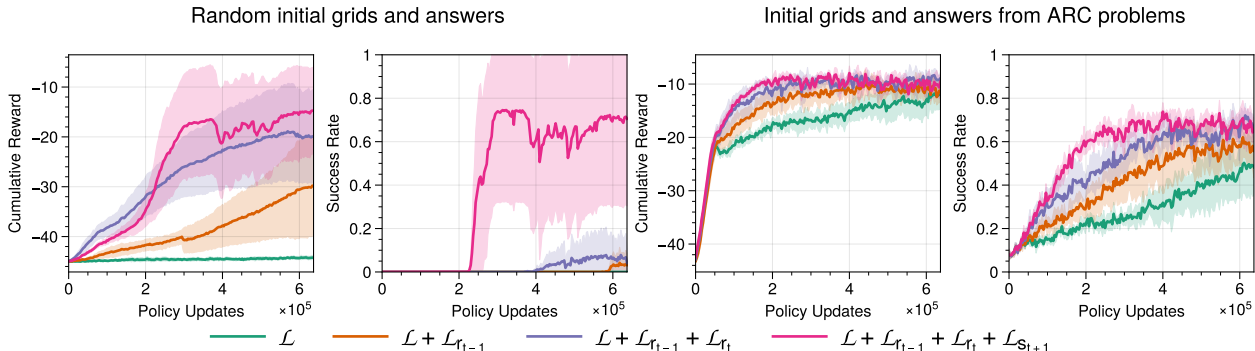 Random initial grids and answers
Initial grids and answers from ARC problems
Cumulative Reward
−10
−20
−30
−40
0
2
4
6
×10⁵
Policy Updates
Success Rate
1
0.8
0.6
0.4
0.2
0
0
2
4
6
×10⁵
Policy Updates
Cumulative Reward
−10
−20
−30
−40
0
2
4
6
×10⁵
Policy Updates
Success Rate
1
0.8
0.6
0.4
0.2
0
0
2
4
6
×10⁵
Policy Updates
ℒ
ℒ + ℒ_{r_{t−1}}
ℒ + ℒ_{r_{t−1}} + ℒ_{r_t}
ℒ + ℒ_{r_{t−1}} + ℒ_{r_t} + ℒ_{s_{t+1}}